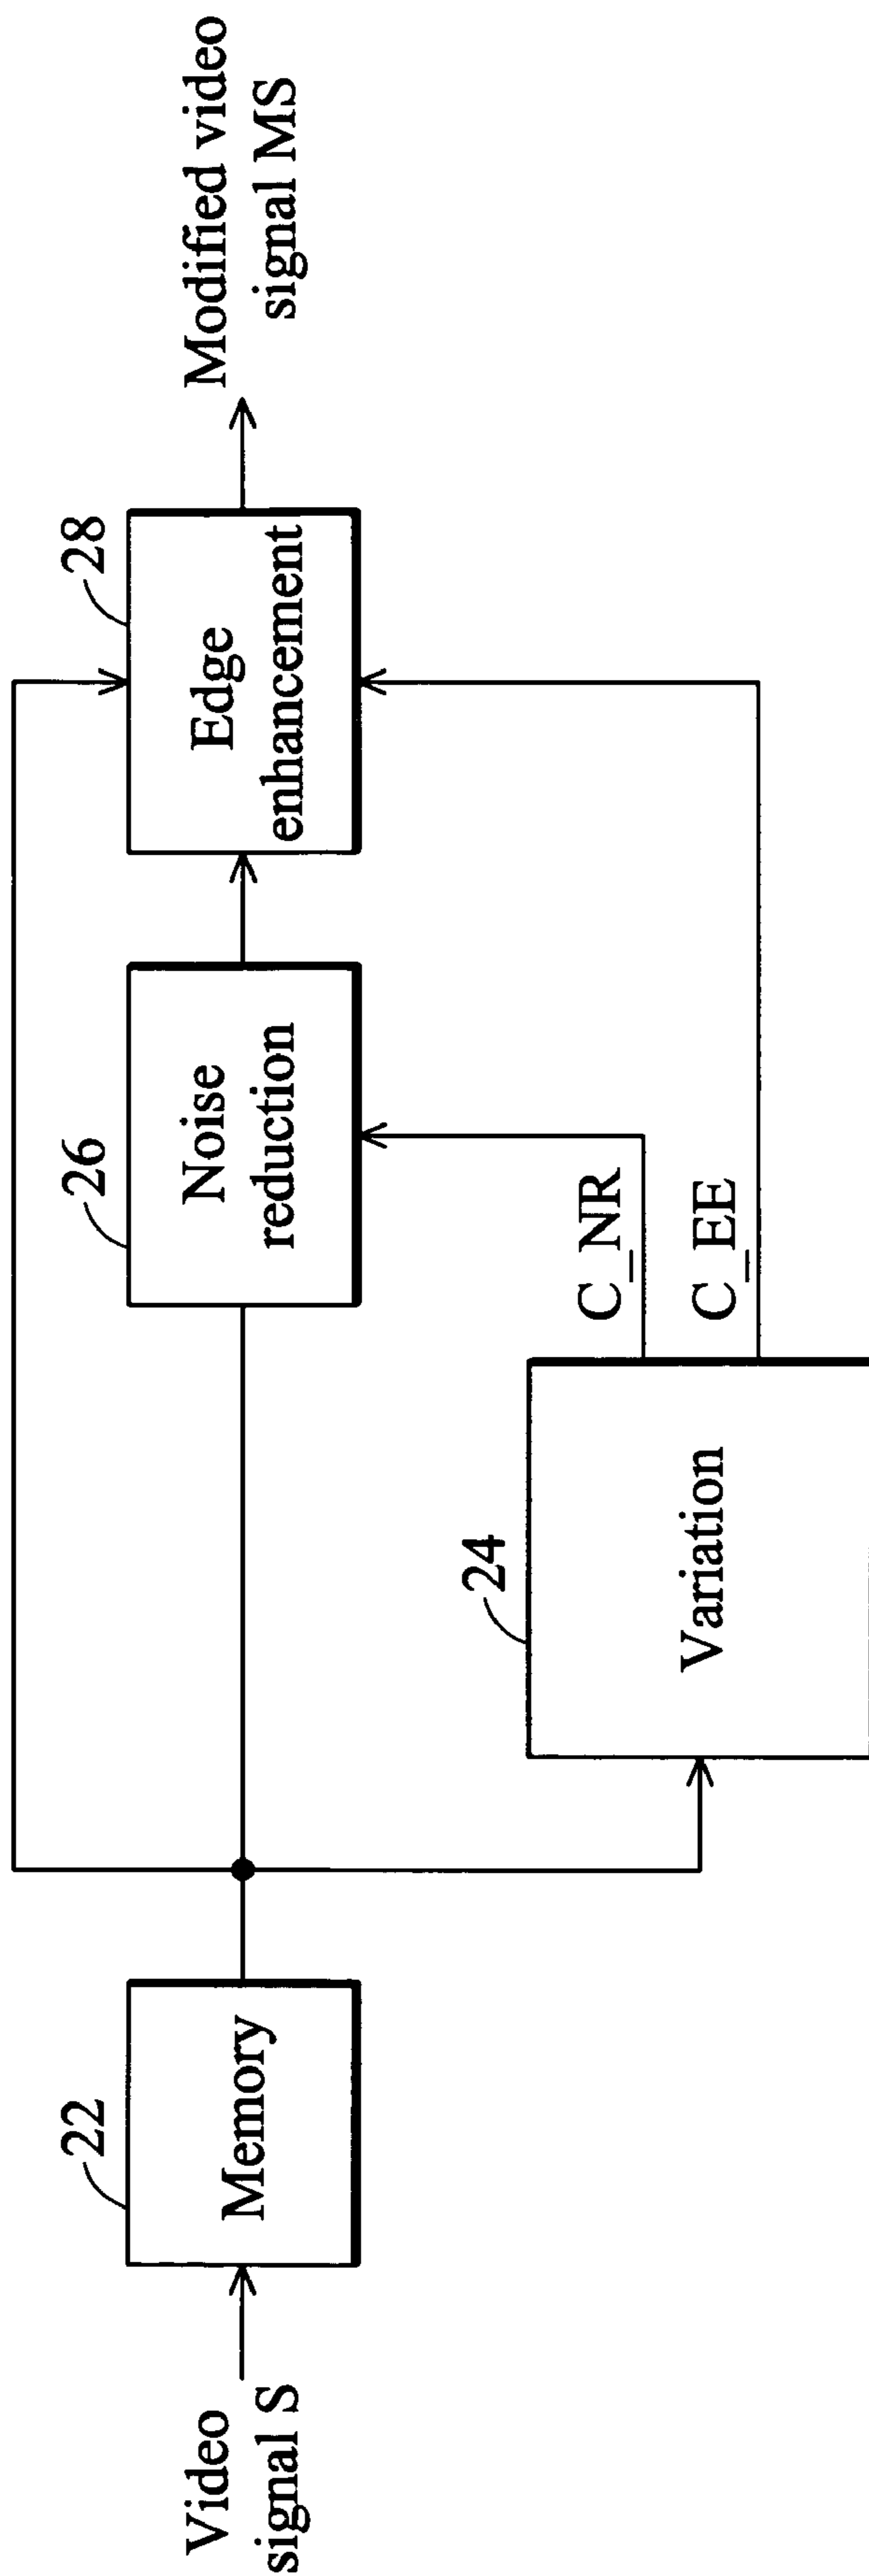 Video
signal S
22
Memory
24
Variation
C_NR
C_EE
26
Noise
reduction
28
Edge
enhancement
Modified video
signal MS